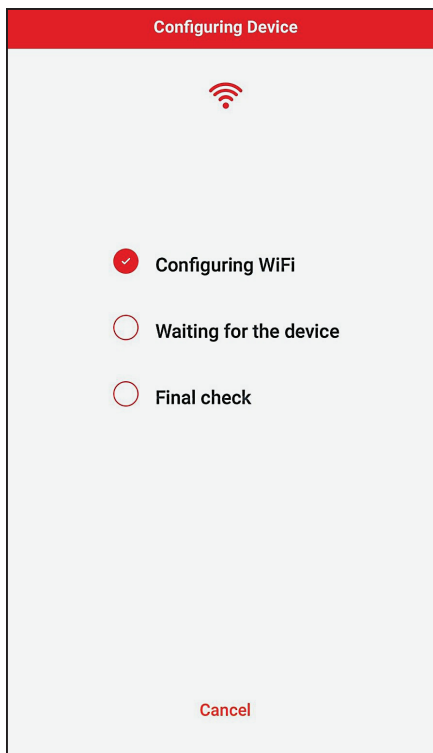 Configuring Device
Configuring WiFi
Waiting for the device
Final check
Cancel